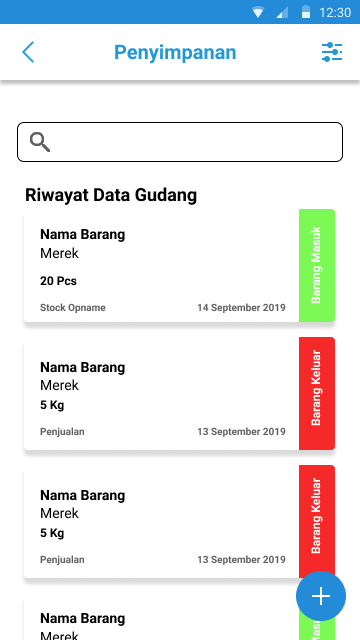 12:30
Penyimpanan
Riwayat Data Gudang
Nama Barang
Merek
20 Pcs
Stock Opname
14 September 2019
Barang Masuk
Nama Barang
Merek
5 Kg
Penjualan
13 September 2019
Barang Keluar
Nama Barang
Merek
5 Kg
Penjualan
13 September 2019
Barang Keluar
Nama Barang
Merek